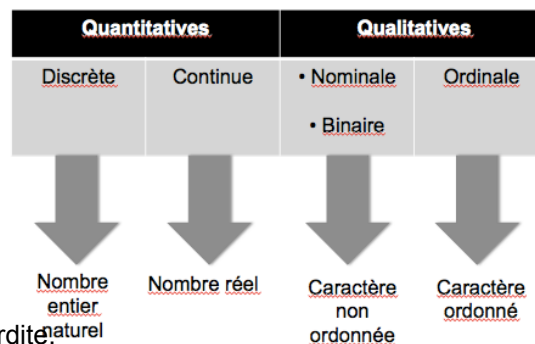 Quantitatives Qualitatives
Discrète Continue • Nominale Ordinale
• Binaire
Nombre entier naturel
Nombre réel
Caractère non ordonnée
Caractère ordonné
rdite.